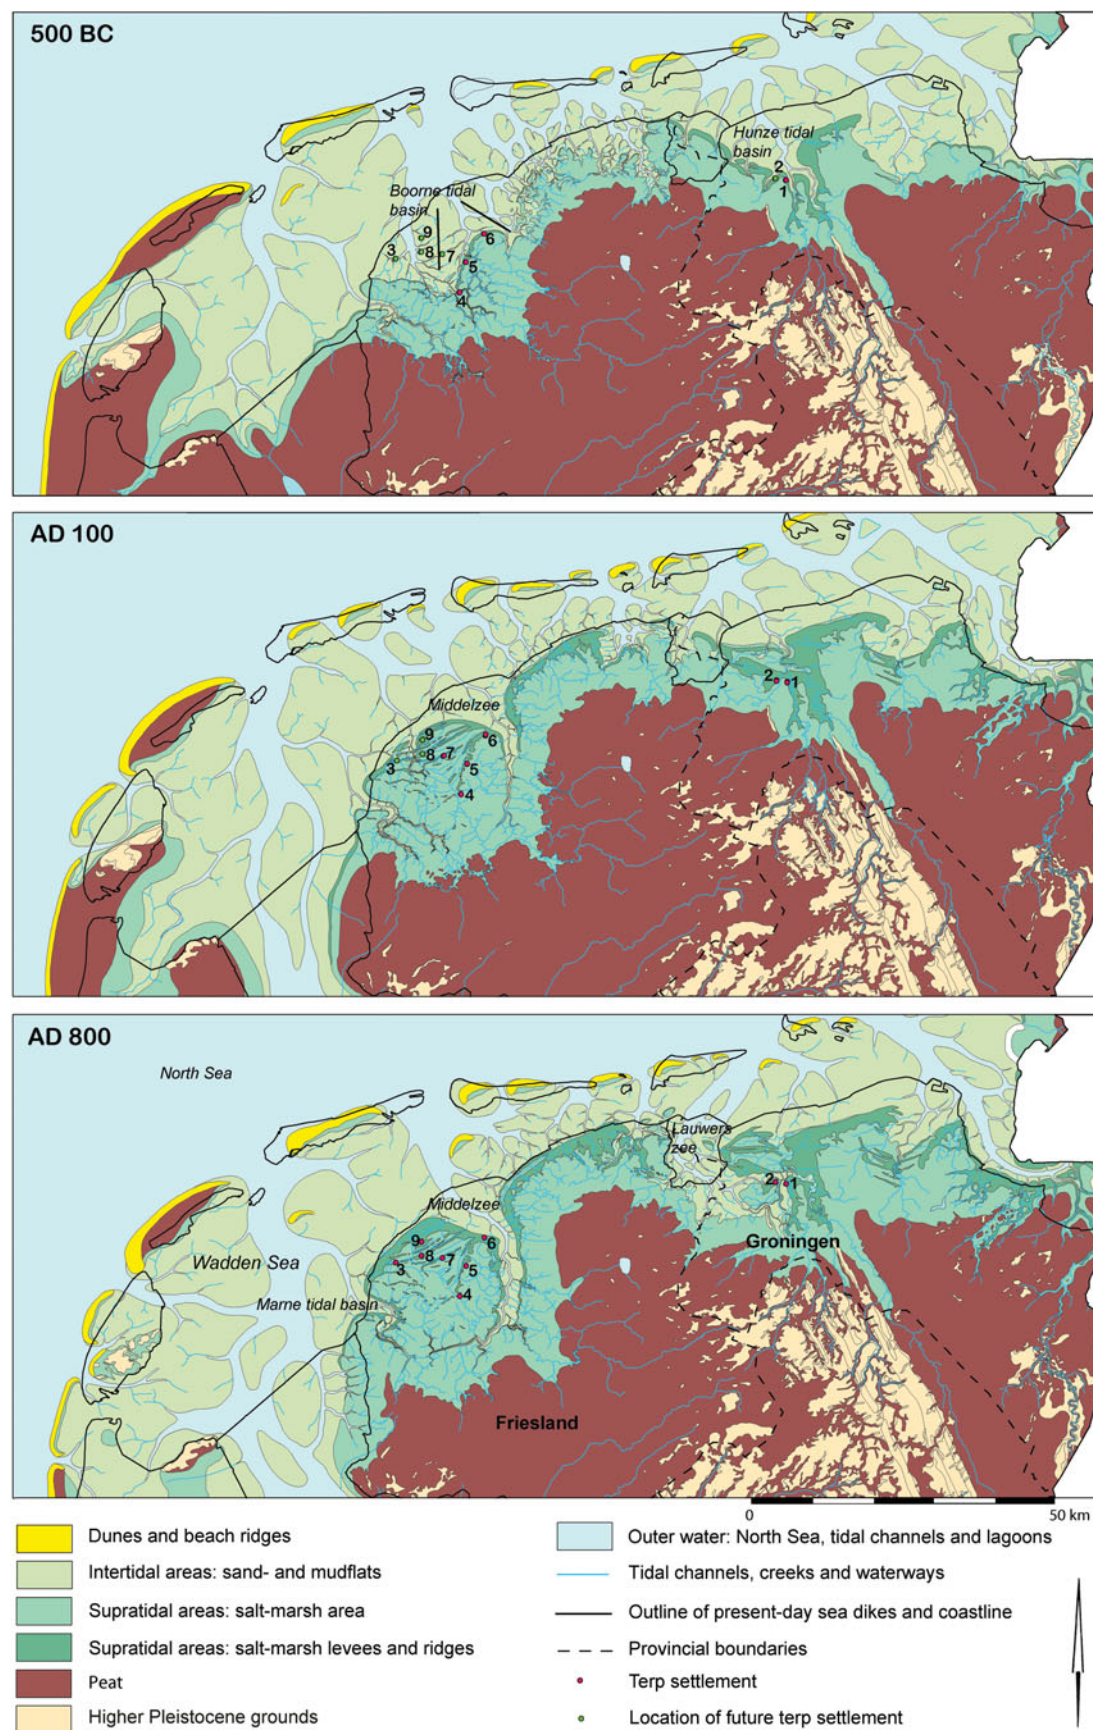 500 BC
Hunze tidal
basin
2
1
Boorne tidal
basin
9
3
8
7
6
5
4
AD 100
2
1
Middelzee
9
6
8
7
3
5
4
AD 800
North Sea
Lauwers
zee
2
1
Middelzee
9
6
8
7
3
5
Wadden Sea
Groningen
Marne tidal basin
4
Friesland
0
50 km
Dunes and beach ridges
Intertidal areas: sand- and mudflats
Supratidal areas: salt-marsh area
Supratidal areas: salt-marsh levees and ridges
Peat
Higher Pleistocene grounds
Outer water: North Sea, tidal channels and lagoons
Tidal channels, creeks and waterways
Outline of present-day sea dikes and coastline
Provincial boundaries
Terp settlement
Location of future terp settlement